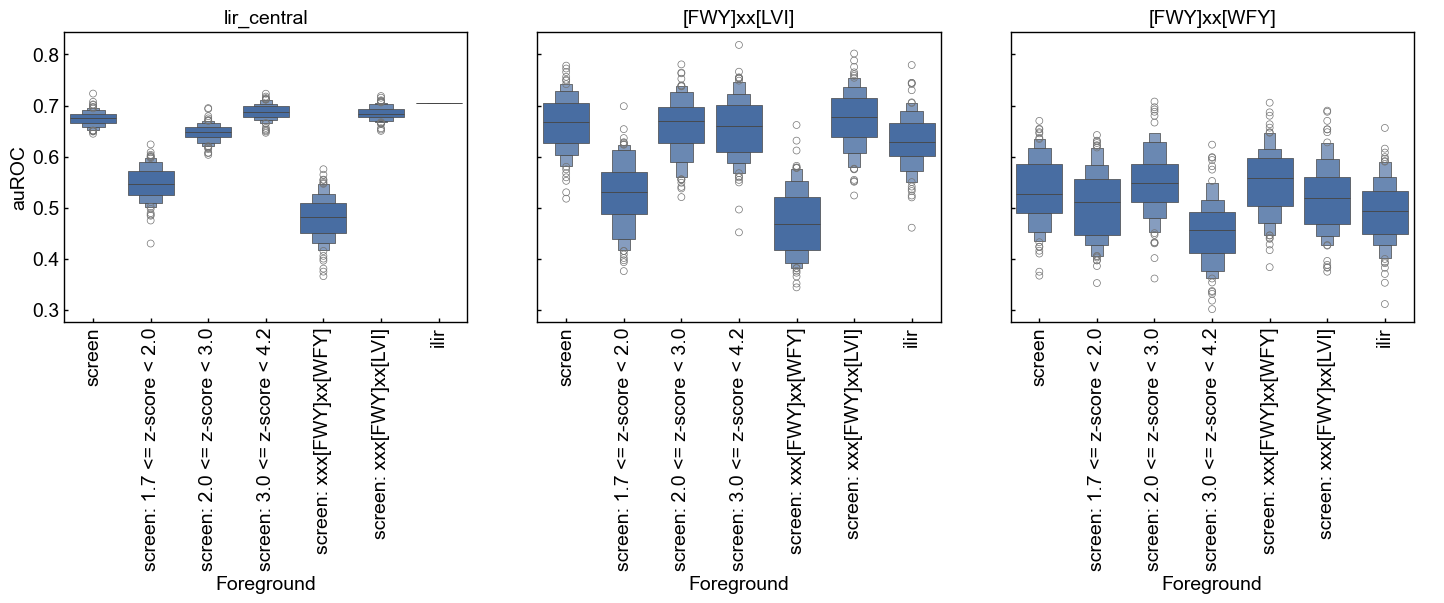 lir_central
[FWY]xx[LVI]
[FWY]xx[WFY]
auROC
0.8
0.7
0.6
0.5
0.4
0.3
screen
screen: 1.7 <= z-score < 2.0
screen: 2.0 <= z-score < 3.0
screen: 3.0 <= z-score < 4.2
screen: xxx[FWY]xx[WFY]
screen: xxx[FWY]xx[LVI]
ilir
screen
screen: 1.7 <= z-score < 2.0
screen: 2.0 <= z-score < 3.0
screen: 3.0 <= z-score < 4.2
screen: xxx[FWY]xx[WFY]
screen: xxx[FWY]xx[LVI]
ilir
screen
screen: 1.7 <= z-score < 2.0
screen: 2.0 <= z-score < 3.0
screen: 3.0 <= z-score < 4.2
screen: xxx[FWY]xx[WFY]
screen: xxx[FWY]xx[LVI]
ilir
Foreground
Foreground
Foreground